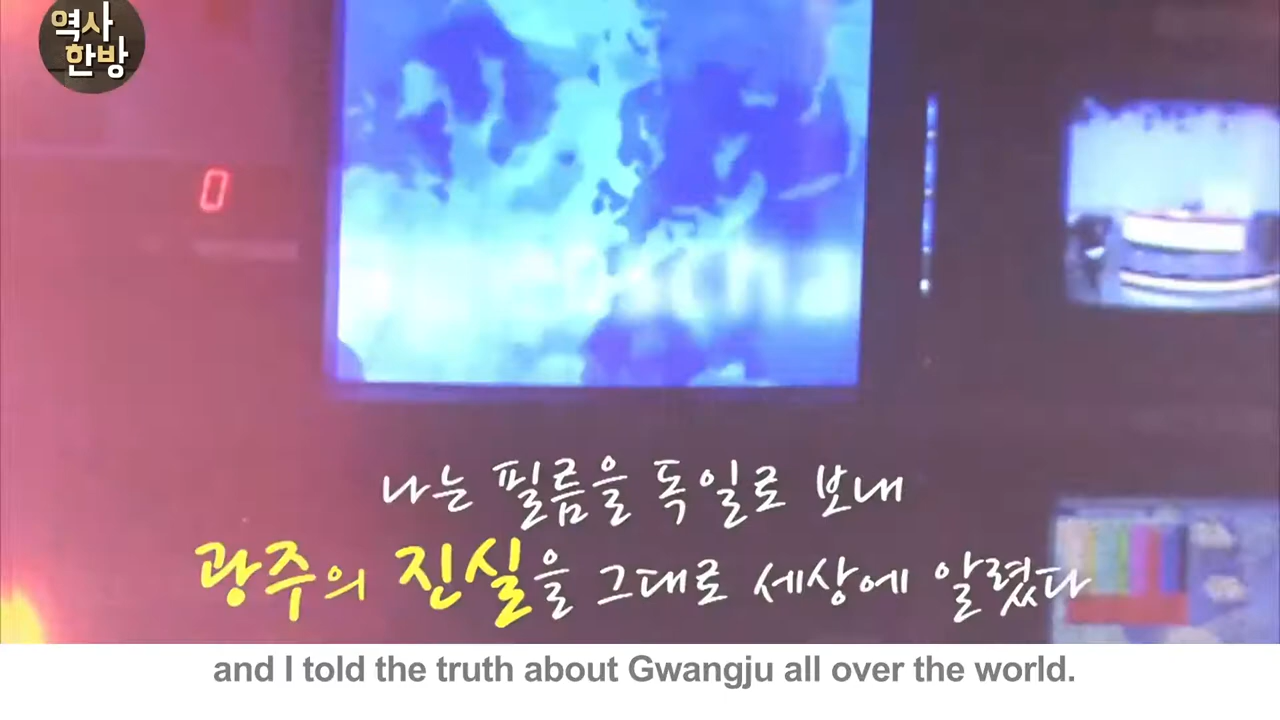 역사
한방
0
나는 필름을 독일로 보내
광주의 진실을 그대로 세상에 알렸다
and I told the truth about Gwangju all over the world.